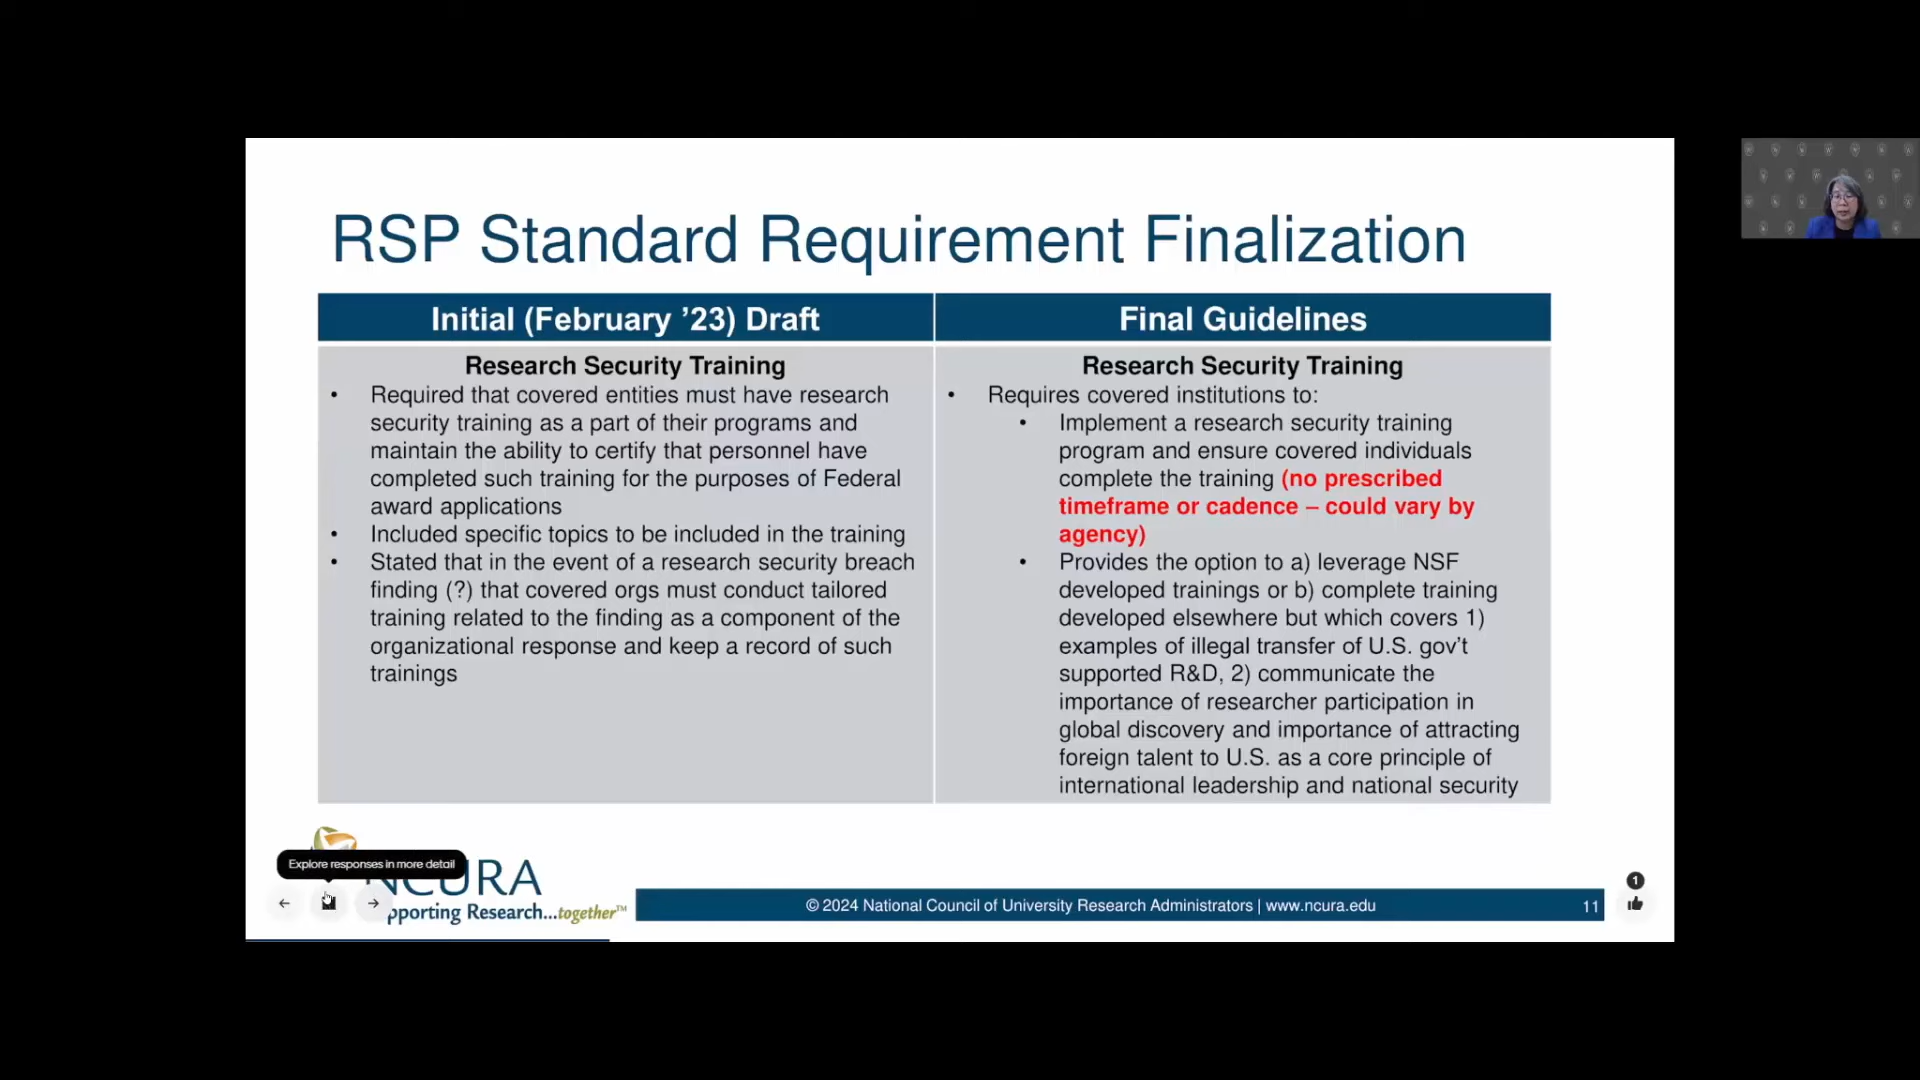 RSP Standard Requirement Finalization
Initial (February ’23) Draft
Research Security Training
• Required that covered entities must have research
security training as a part of their programs and
maintain the ability to certify that personnel have
completed such training for the purposes of Federal
award applications
• Included specific topics to be included in the training
• Stated that in the event of a research security breach
finding (?) that covered orgs must conduct tailored
training related to the finding as a component of the
organizational response and keep a record of such
trainings
Final Guidelines
Research Security Training
• Requires covered institutions to:
• Implement a research security training
program and ensure covered individuals
complete the training (no prescribed
timeframe or cadence – could vary by
agency)
• Provides the option to a) leverage NSF
developed trainings or b) complete training
developed elsewhere but which covers 1)
examples of illegal transfer of U.S. gov’t
supported R&D, 2) communicate the
importance of researcher participation in
global discovery and importance of attracting
foreign talent to U.S. as a core principle of
international leadership and national security
Explore responses in more detail
NCURA
pporting Research...together™
© 2024 National Council of University Research Administrators | www.ncura.edu
11
1